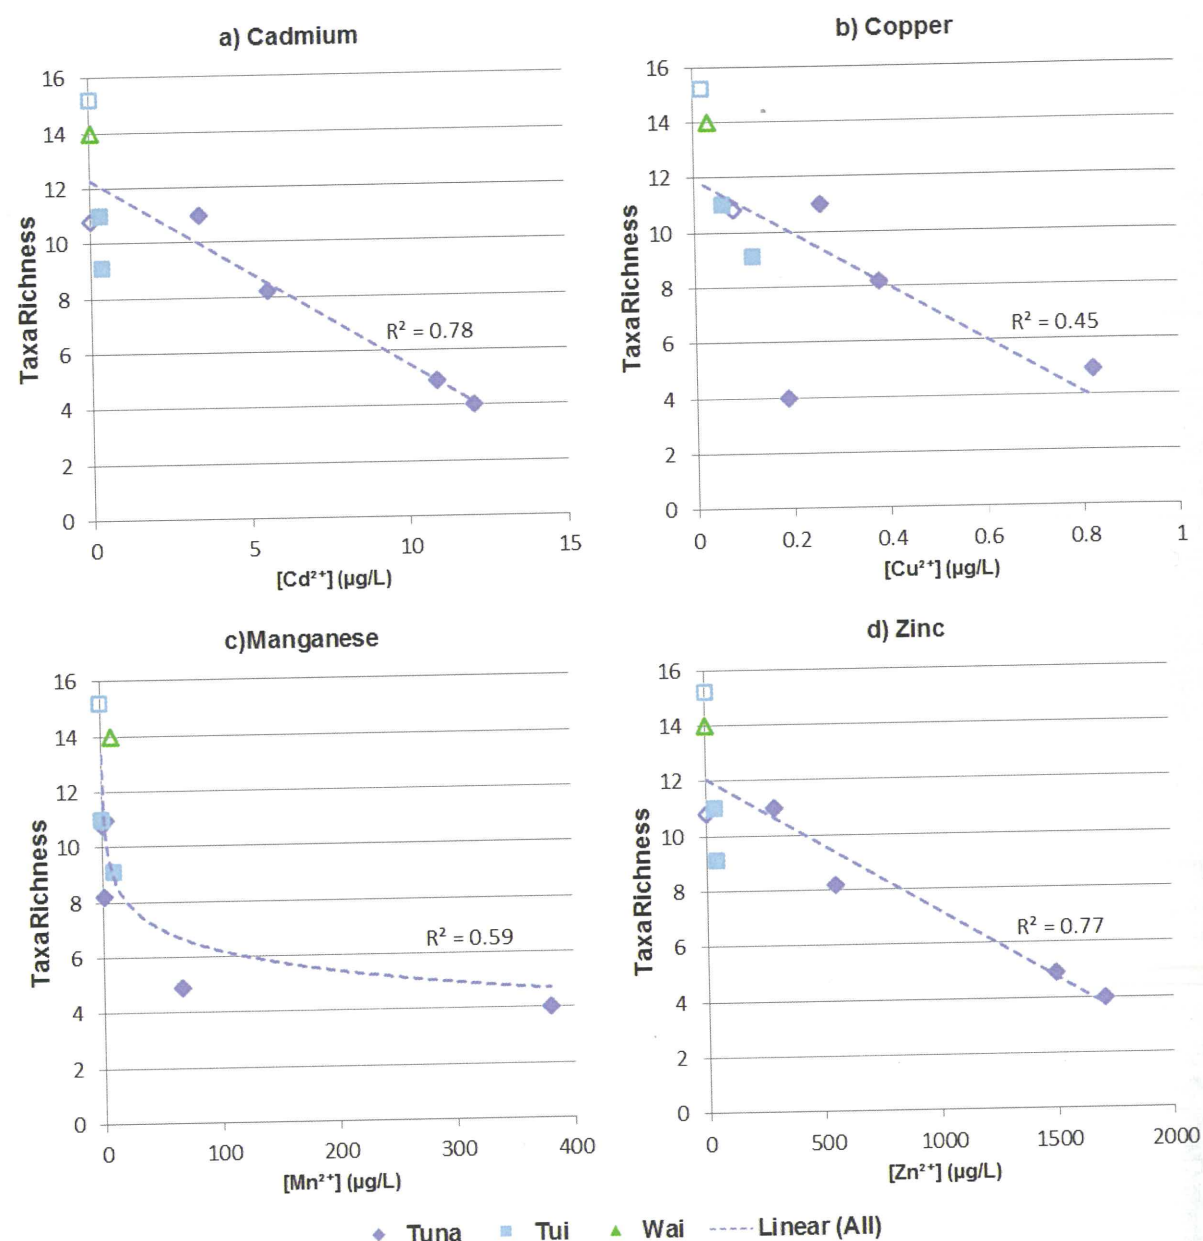 a) Cadmium
TaxaRichness
16
14
12
10
8
6
4
2
0
R² = 0.78
0 5 10 15
[Cd²⁺] (µg/L)
b) Copper
TaxaRichness
16
14
12
10
8
6
4
2
0
R² = 0.45
0 0.2 0.4 0.6 0.8 1
[Cu²⁺] (µg/L)
c)Manganese
TaxaRichness
16
14
12
10
8
6
4
2
0
R² = 0.59
0 100 200 300 400
[Mn²⁺] (µg/L)
d) Zinc
TaxaRichness
16
14
12
10
8
6
4
2
0
R² = 0.77
0 500 1000 1500 2000
[Zn²⁺] (µg/L)
Tuna Tui Wai Linear (All)